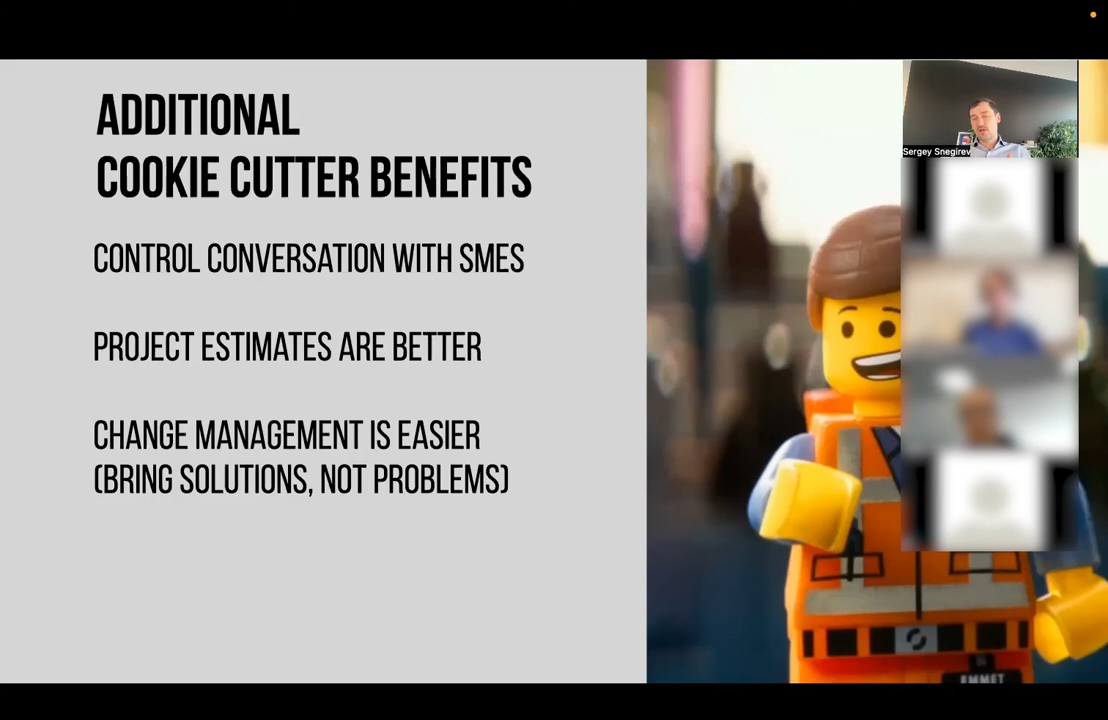 ADDITIONAL
COOKIE CUTTER BENEFITS
CONTROL CONVERSATION WITH SMES
PROJECT ESTIMATES ARE BETTER
CHANGE MANAGEMENT IS EASIER
(BRING SOLUTIONS, NOT PROBLEMS)
Sergey Snegirev
EMMET